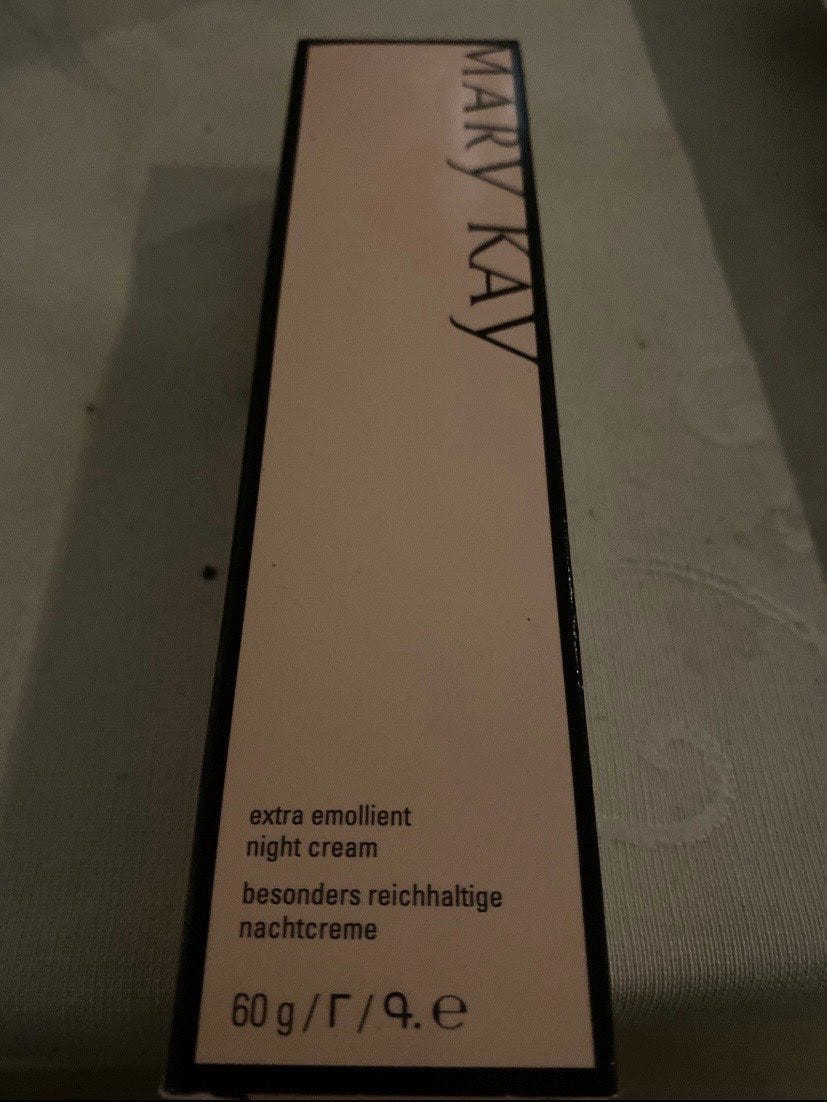 MARY KAY
extra emollient
night cream
besonders reichhaltige
nachtcreme
60 g / Г / Գ. ℮